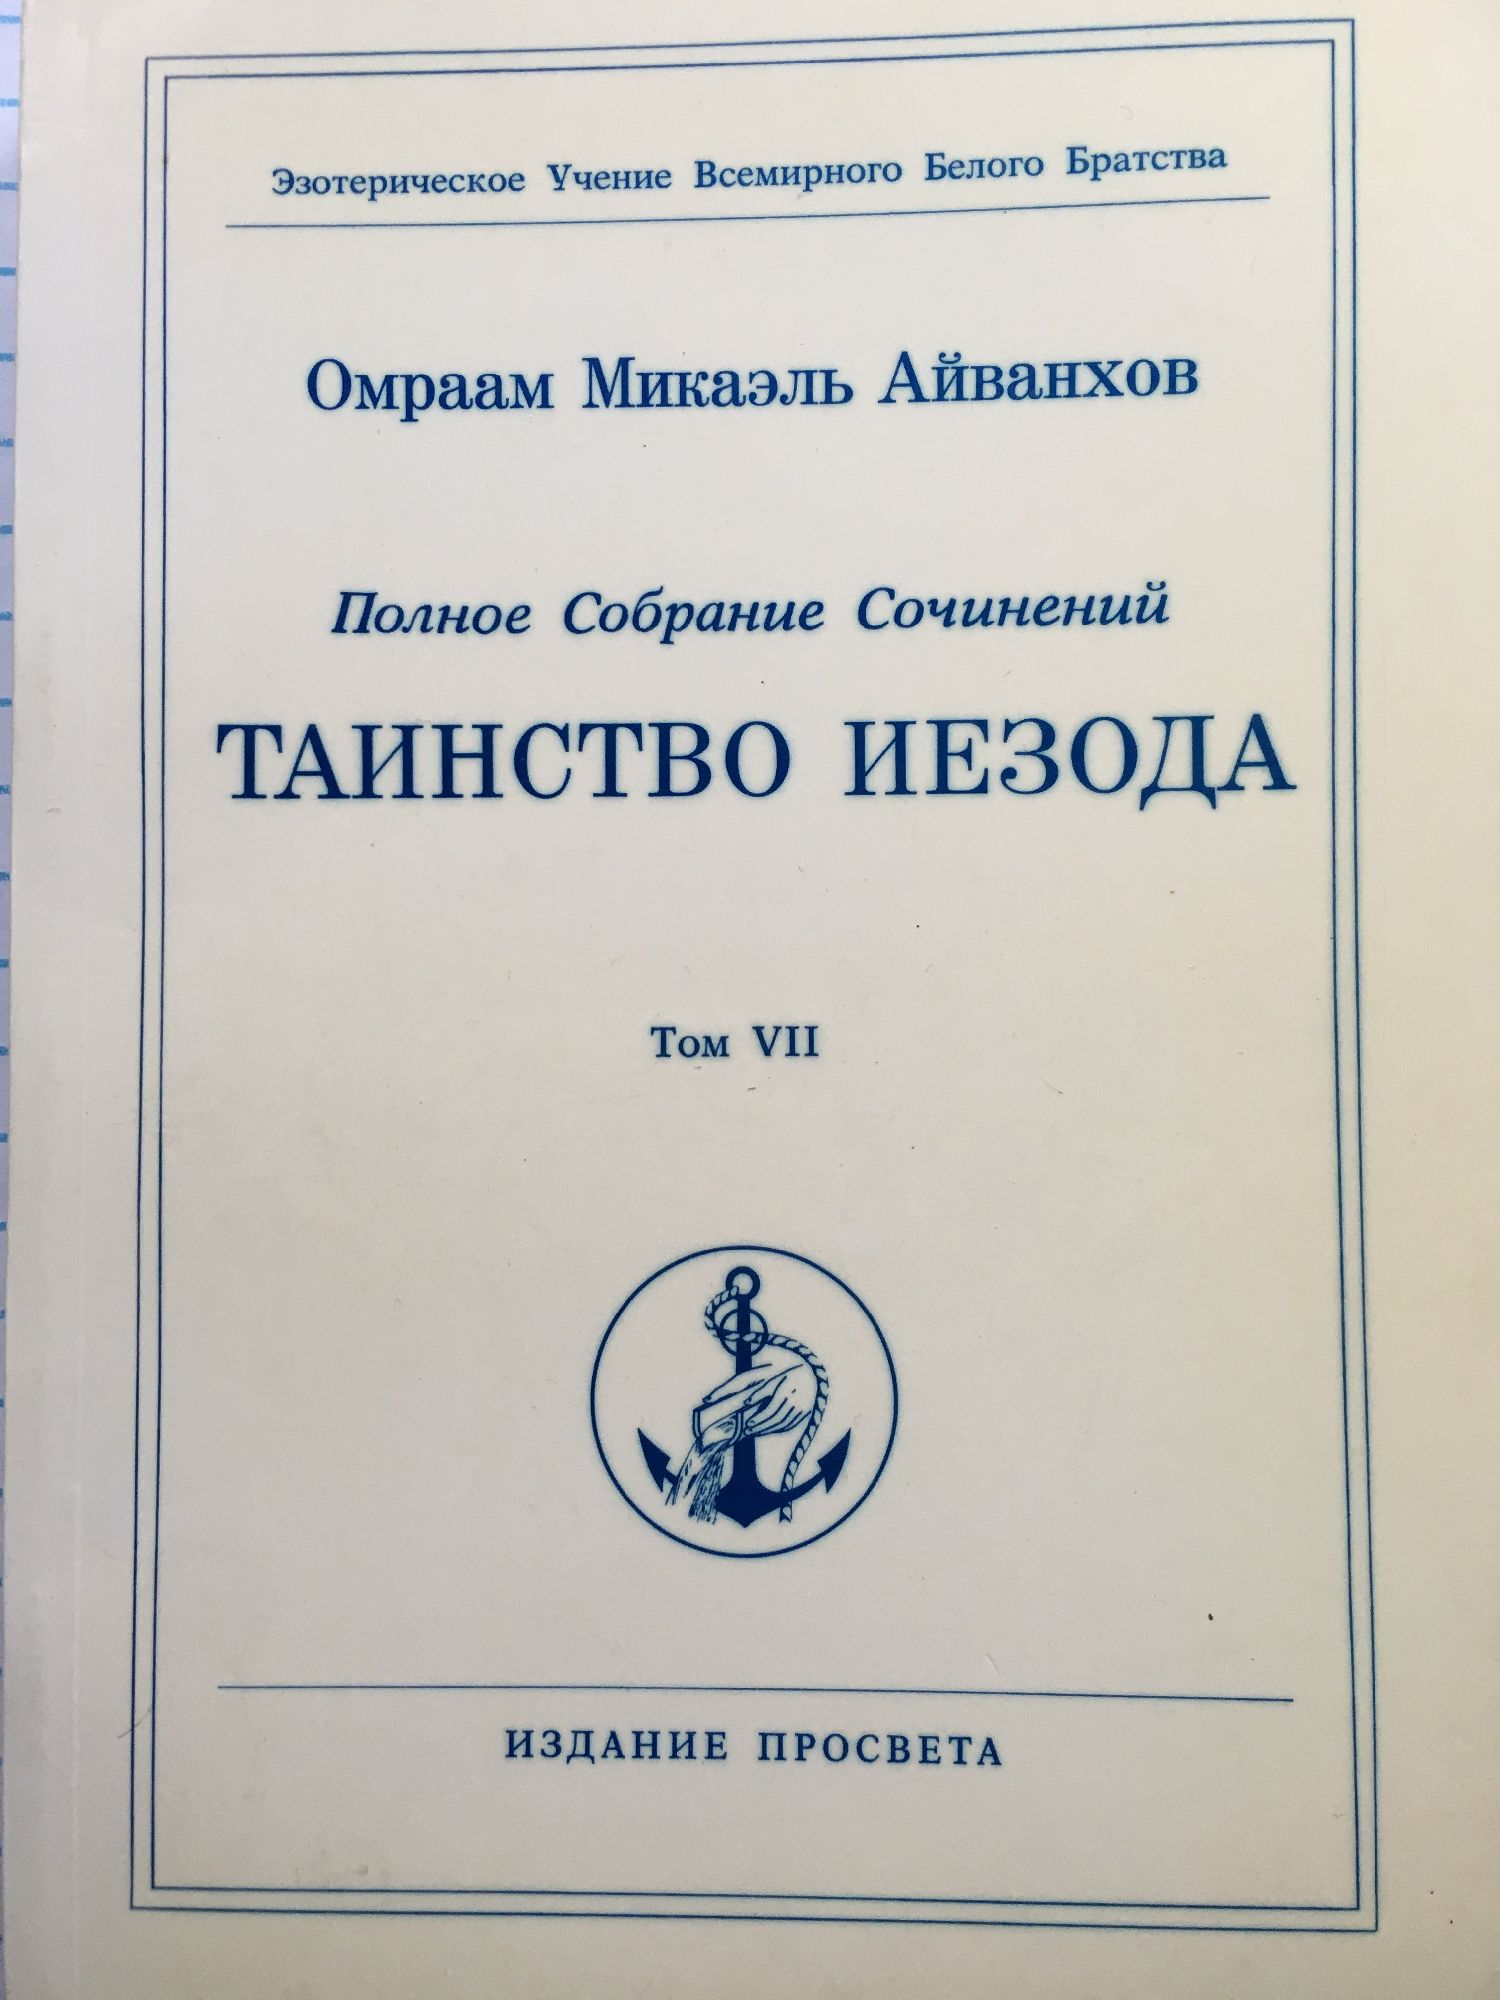 Эзотерическое Учение Всемирного Белого Братства
Омраам Микаэль Айванхов
Полное Собрание Сочинений
ТАИНСТВО ИЕЗОДА
Том VII
ИЗДАНИЕ ПРОСВЕТА